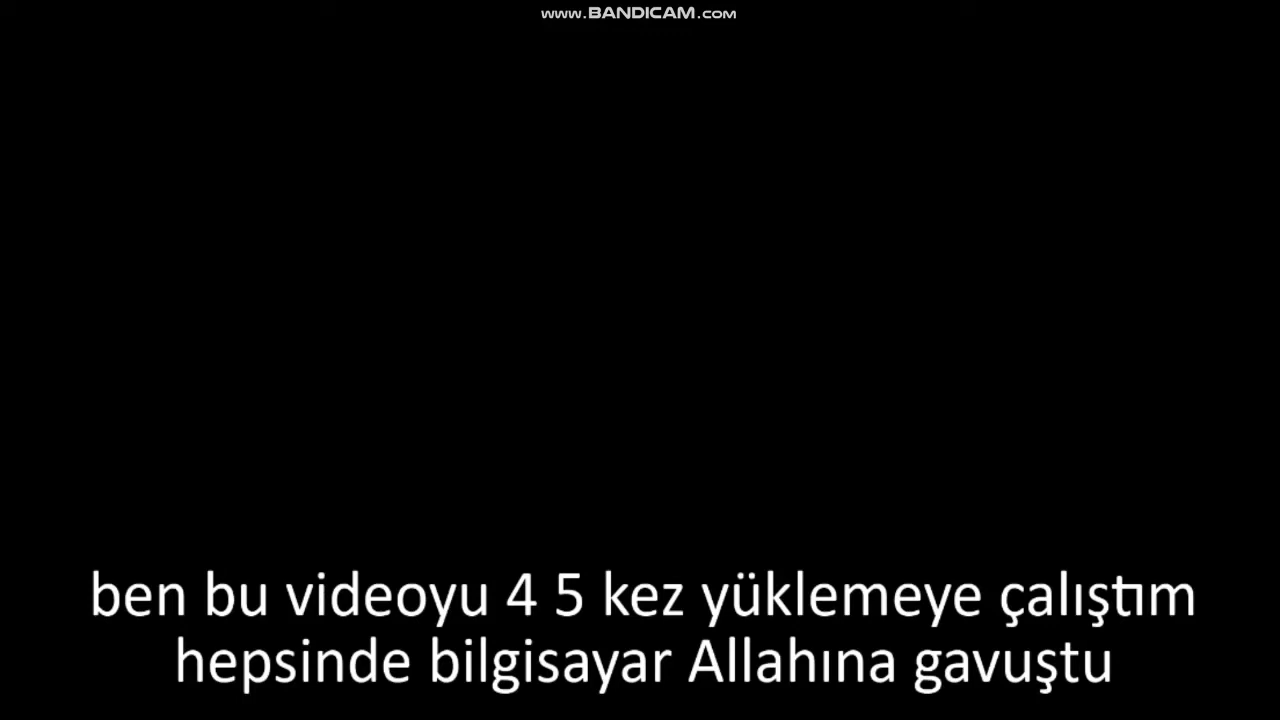 www.BANDICAM.com
ben bu videoyu 4 5 kez yüklemeye çalıştım
hepsinde bilgisayar Allahına gavuştu